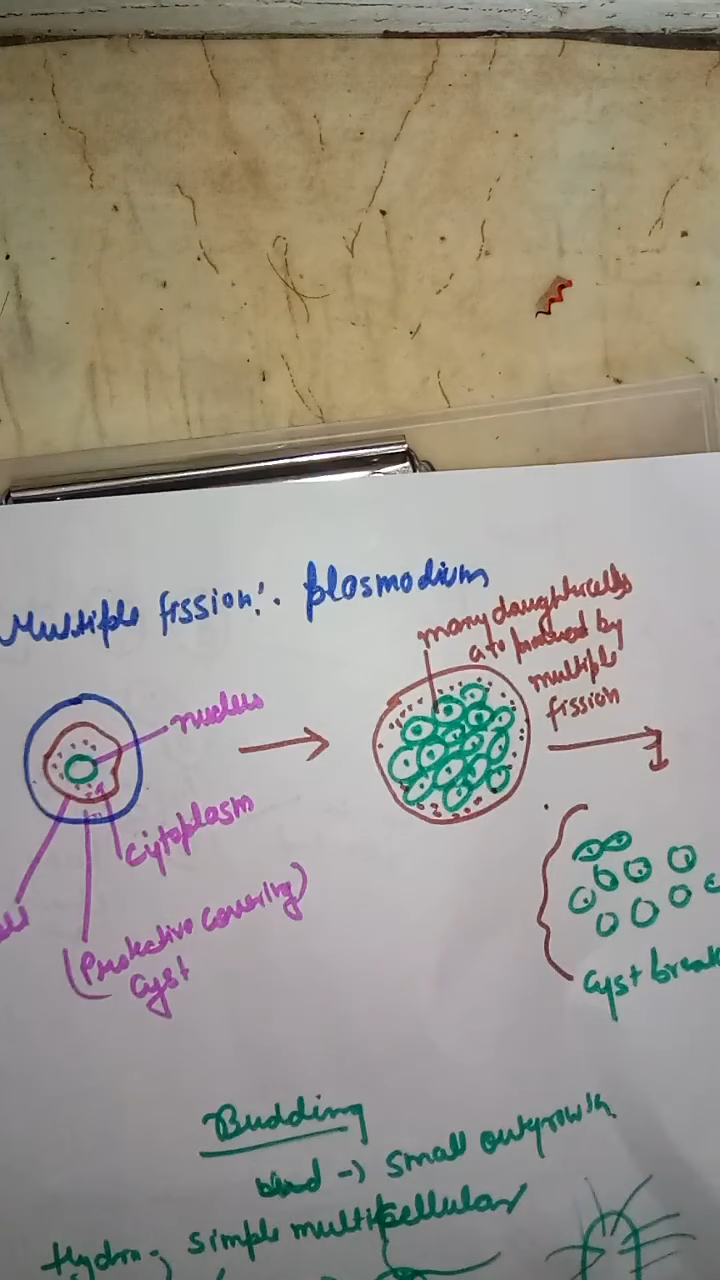 Multiple fission:. plasmodium
many daughter cells
are produced by
multiple
fission
nucleus
Cytoplasm
(Protective covering)
Cyst
Cyst break
Budding
bud -> small outgrowth
Hydra - simple multicellular